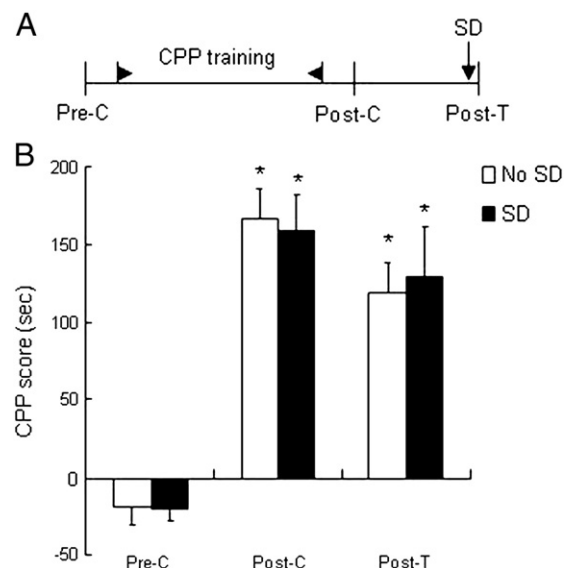 A
SD
CPP training
Pre-C
Post-C
Post-T
B
CPP score (sec)
200
150
100
50
0
-50
* * * *
No SD
SD
Pre-C
Post-C
Post-T